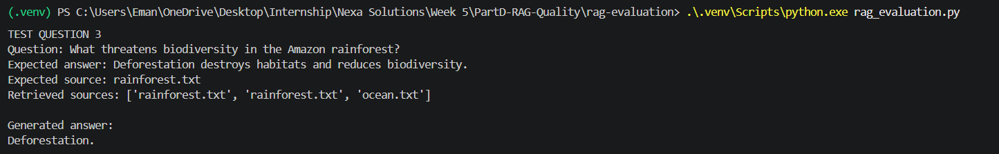 (.venv) PS C:\Users\Eman\OneDrive\Desktop\Internship\Nexa Solutions\Week 5\PartD-RAG-Quality\rag-evaluation> .\.venv\Scripts\python.exe rag_evaluation.py
TEST QUESTION 3
Question: What threatens biodiversity in the Amazon rainforest?
Expected answer: Deforestation destroys habitats and reduces biodiversity.
Expected source: rainforest.txt
Retrieved sources: ['rainforest.txt', 'rainforest.txt', 'ocean.txt']
Generated answer:
Deforestation.